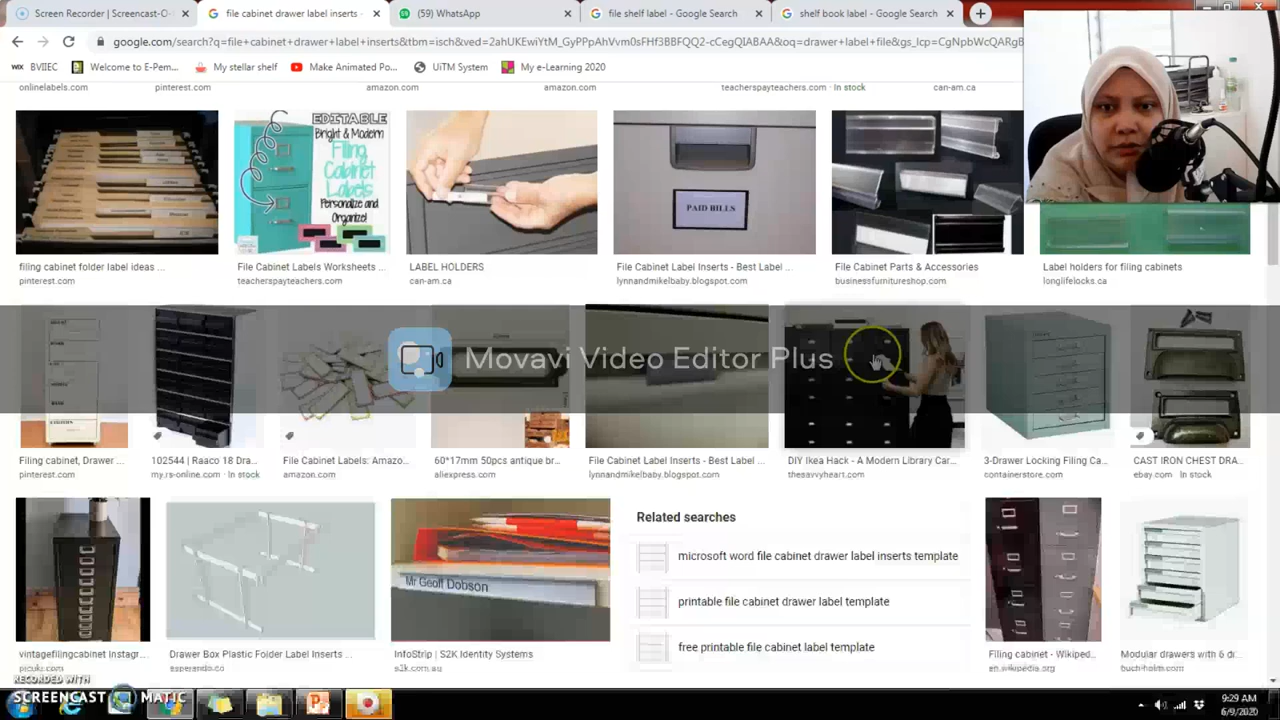 Screen Recorder | Screencast-O-
file cabinet drawer label inserts -
(59) WhatsApp
file shelf label - Google Search
shelf book label - Google Search
google.com/search?q=file+cabinet+drawer+label+inserts&tbm=isch&ved=
WIX BVIIEC
Welcome to E-Pem...
My stellar shelf
Make Animated Po...
UiTM System
My e-Learning 2020
onlinelabels.com
pinterest.com
amazon.com
amazon.com
teacherspayteachers.com · In stock
can-am.ca
EDITABLE
Bright & Modern
Filing
Cabinet
Labels
Personalize and
Organize!
PAID BILLS
filing cabinet folder label ideas ...
File Cabinet Labels Worksheets ...
LABEL HOLDERS
File Cabinet Label Inserts - Best Label ...
File Cabinet Parts & Accessories
Label holders for filing cabinets
pinterest.com
teacherspayteachers.com
can-am.ca
lynnandmikelbaby.blogspot.com
businessfurnitureshop.com
longlifelocks.ca
Movavi Video Editor Plus
Filing cabinet, Drawer ...
102544 | Raaco 18 Dra...
File Cabinet Labels: Amazo...
60*17mm 50pcs antique br...
File Cabinet Label Inserts - Best Label ...
DIY Ikea Hack - A Modern Library Car...
3-Drawer Locking Filing Ca...
CAST IRON CHEST DRA...
pinterest.com
my.rs-online.com · In stock
amazon.com
aliexpress.com
lynnandmikelbaby.blogspot.com
thesavvyheart.com
containerstore.com
ebay.com · In stock
Mr Geoff Dobson
Related searches
microsoft word file cabinet drawer label inserts template
printable file cabinet drawer label template
free printable file cabinet label template
vintagefilingcabinet Instagr...
Drawer Box Plastic Folder Label Inserts ...
InfoStrip | S2K Identity Systems
Filing cabinet - Wikiped...
Modular drawers with 6 di...
picuki.com
esperanda.co
s2k.com.au
en.wikipedia.org
RECORDED WITH
SCREENCAST MATIC
9:29 AM
6/9/2020